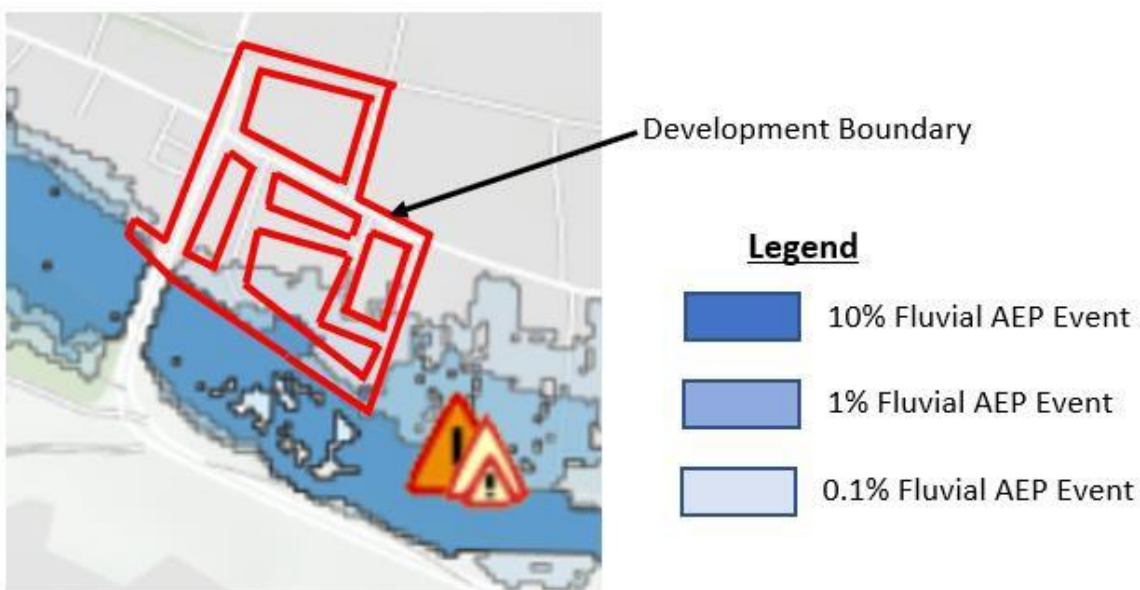 Development Boundary
Legend
10% Fluvial AEP Event
1% Fluvial AEP Event
0.1% Fluvial AEP Event